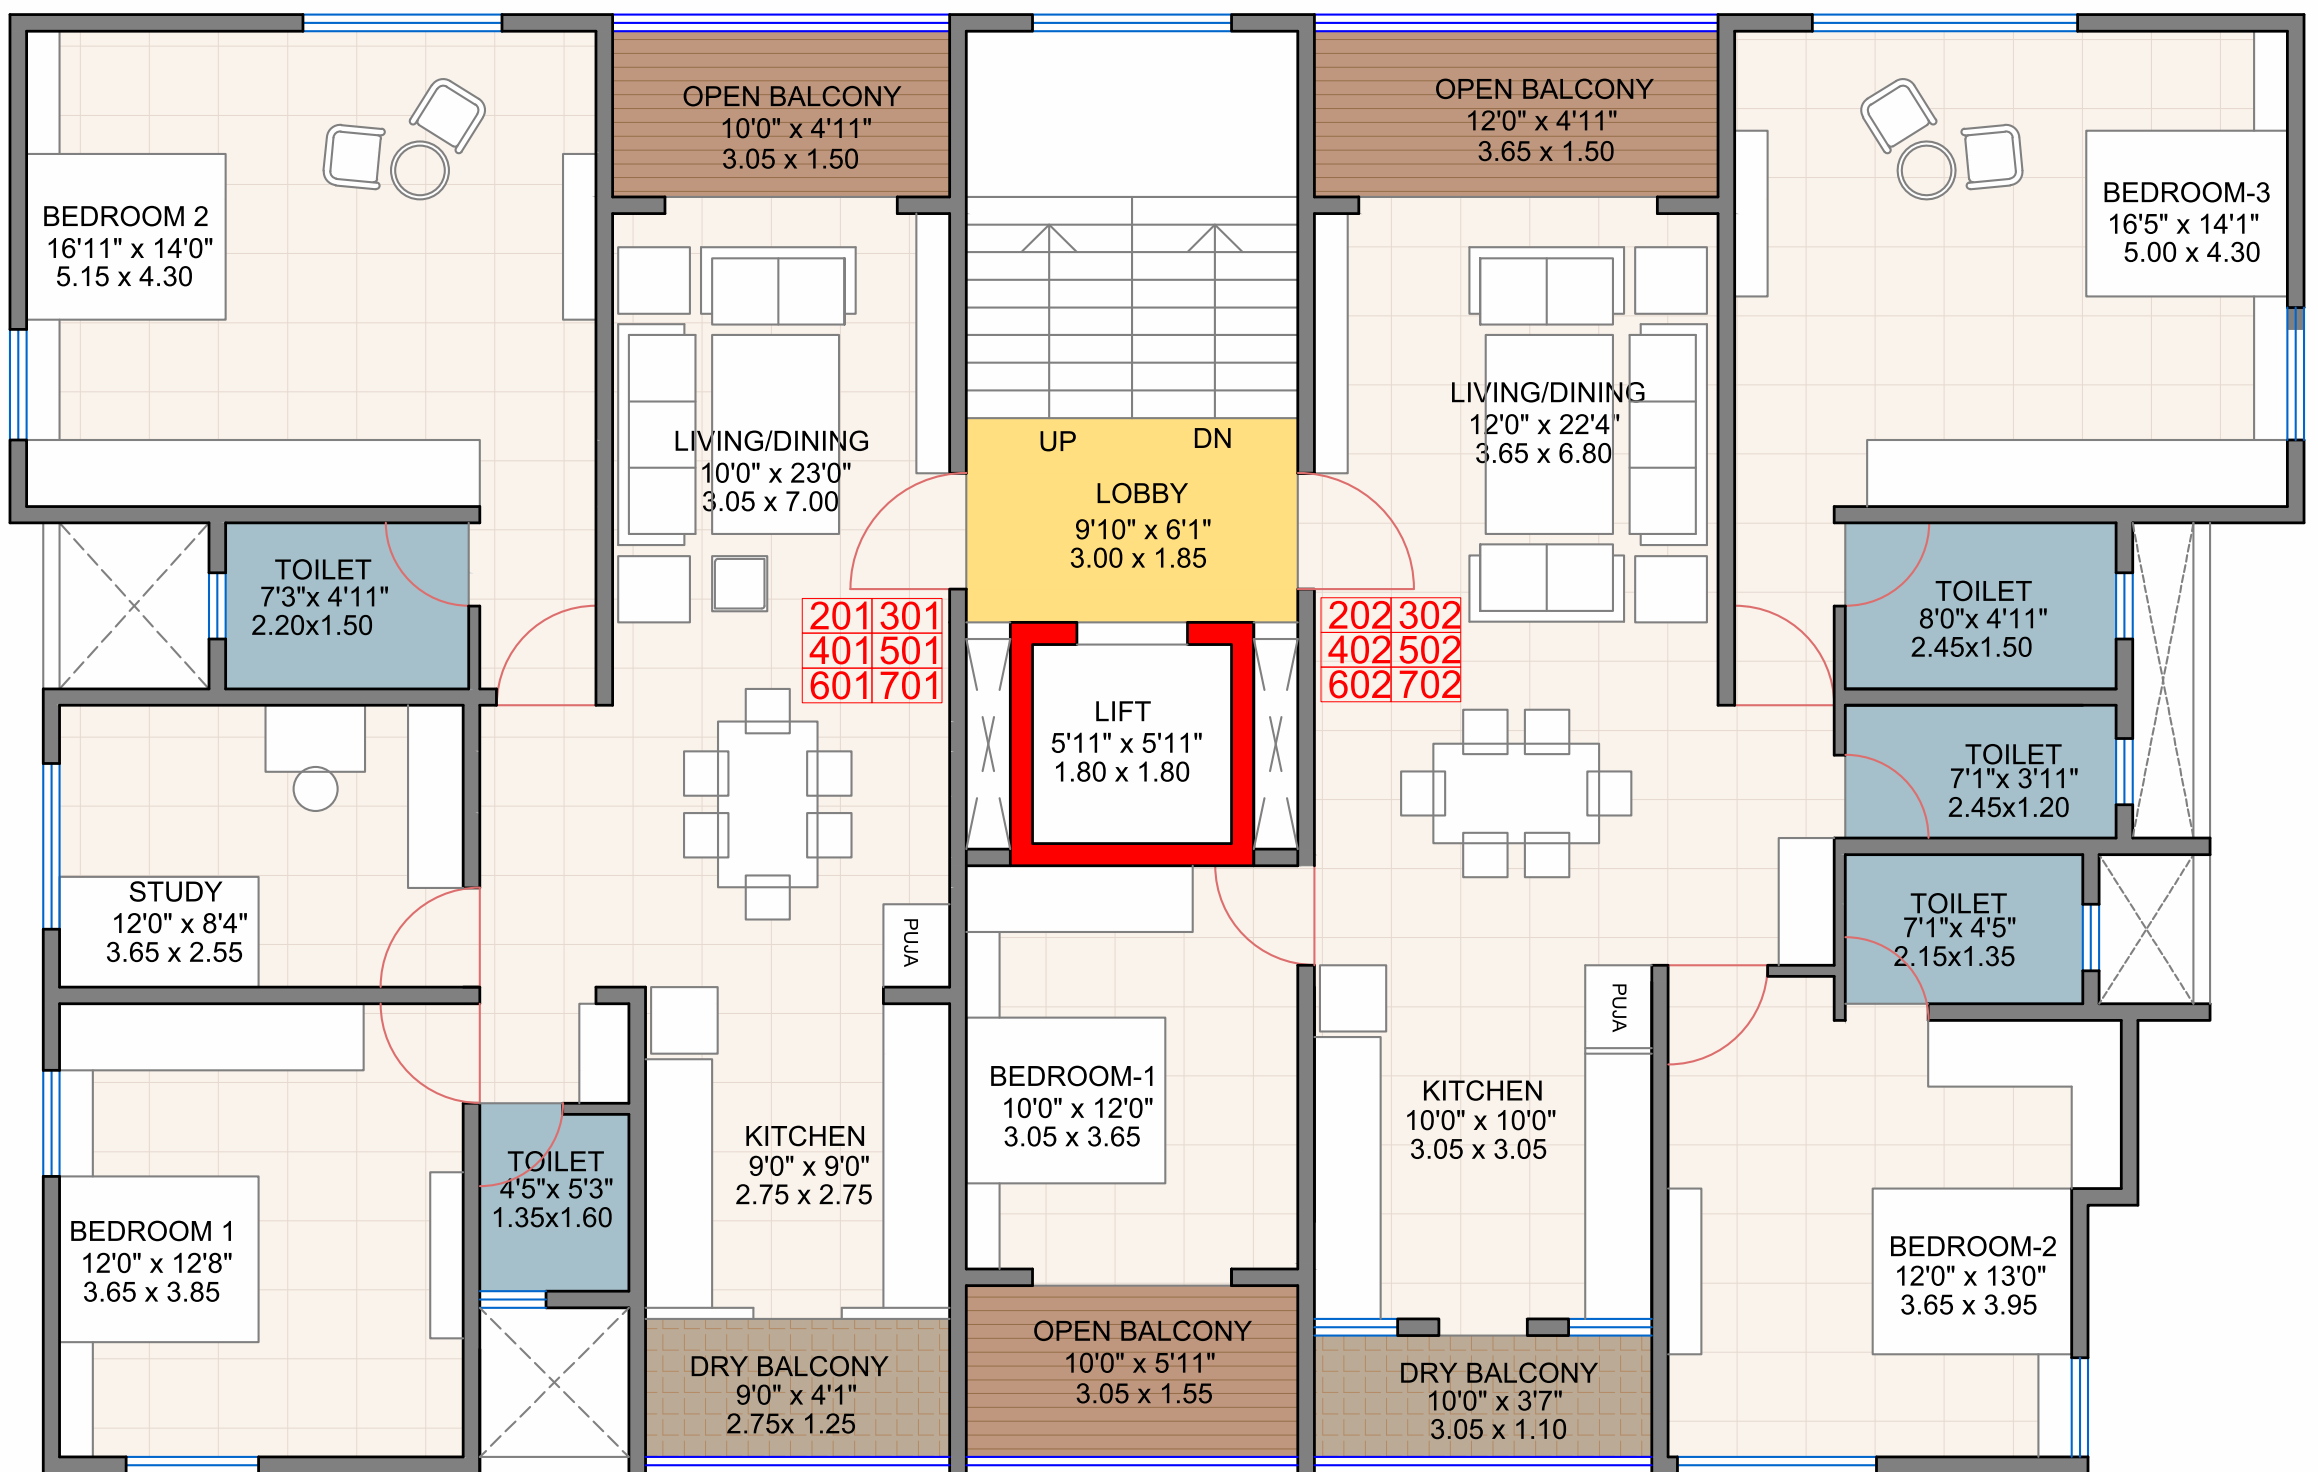 OPEN BALCONY
10'0" x 4'11"
3.05 x 1.50
OPEN BALCONY
12'0" x 4'11"
3.65 x 1.50
BEDROOM 2
16'11" x 14'0"
5.15 x 4.30
BEDROOM-3
16'5" x 14'1"
5.00 x 4.30
LIVING/DINING
10'0" x 23'0"
3.05 x 7.00
UP
DN
LOBBY
9'10" x 6'1"
3.00 x 1.85
LIVING/DINING
12'0" x 22'4"
3.65 x 6.80
TOILET
7'3"x 4'11"
2.20x1.50
201 301
401 501
601 701
202 302
402 502
602 702
TOILET
8'0"x 4'11"
2.45x1.50
LIFT
5'11" x 5'11"
1.80 x 1.80
TOILET
7'1"x 3'11"
2.45x1.20
STUDY
12'0" x 8'4"
3.65 x 2.55
PUJA
TOILET
7'1"x 4'5"
2.15x1.35
PUJA
BEDROOM 1
12'0" x 12'8"
3.65 x 3.85
TOILET
4'5"x 5'3"
1.35x1.60
KITCHEN
9'0" x 9'0"
2.75 x 2.75
BEDROOM-1
10'0" x 12'0"
3.05 x 3.65
KITCHEN
10'0" x 10'0"
3.05 x 3.05
BEDROOM-2
12'0" x 13'0"
3.65 x 3.95
DRY BALCONY
9'0" x 4'1"
2.75x 1.25
OPEN BALCONY
10'0" x 5'11"
3.05 x 1.55
DRY BALCONY
10'0" x 3'7"
3.05 x 1.10